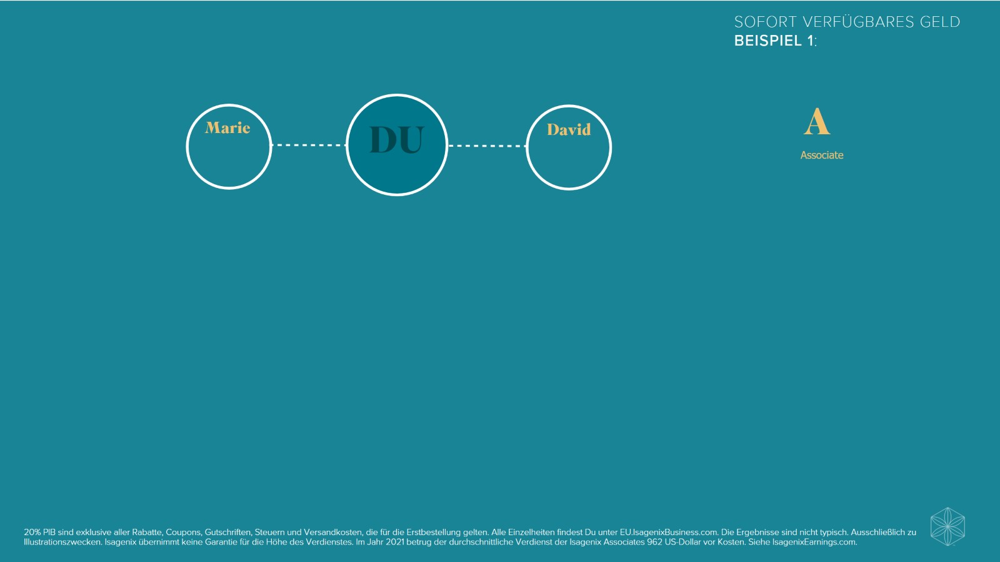 SOFORT VERFÜGBARES GELD
BEISPIEL 1:
Marie
DU
David
A
Associate
20% PIB sind exklusive aller Rabatte, Coupons, Gutschriften, Steuern und Versandkosten, die für die Erstbestellung gelten. Alle Einzelheiten findest Du unter EU.IsagenixBusiness.com. Die Ergebnisse sind nicht typisch. Ausschließlich zu
Illustrationszwecken. Isagenix übernimmt keine Garantie für die Höhe des Verdienstes. Im Jahr 2021 betrug der durchschnittliche Verdienst der Isagenix Associates 962 US-Dollar vor Kosten. Siehe IsagenixEarnings.com.